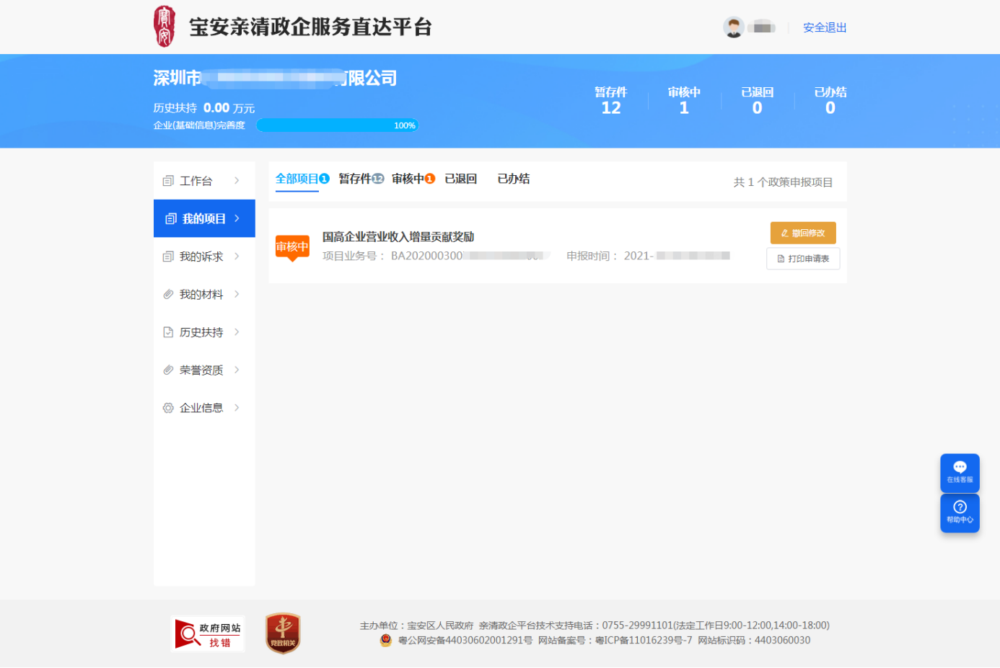 寶安
宝安亲清政企服务直达平台
安全退出
深圳市 有限公司
历史扶持 0.00 万元
企业(基础信息)完善度 100%
暂存件 审核中 已退回 已办结
12 1 0 0
工作台
我的项目
我的诉求
我的材料
历史扶持
荣誉资质
企业信息
全部项目1 暂存件12 审核中1 已退回 已办结
共 1 个政策申报项目
审核中
国高企业营业收入增量贡献奖励
项目业务号： BA202000300 申报时间： 2021-
撤回修改
打印申请表
在线客服
帮助中心
政府网站
找错
党政机关
主办单位：宝安区人民政府 亲清政企平台技术支持电话：0755-29991101(法定工作日9:00-12:00,14:00-18:00)
粤公网安备44030602001291号 网站备案号：粤ICP备11016239号-7 网站标识码：4403060030